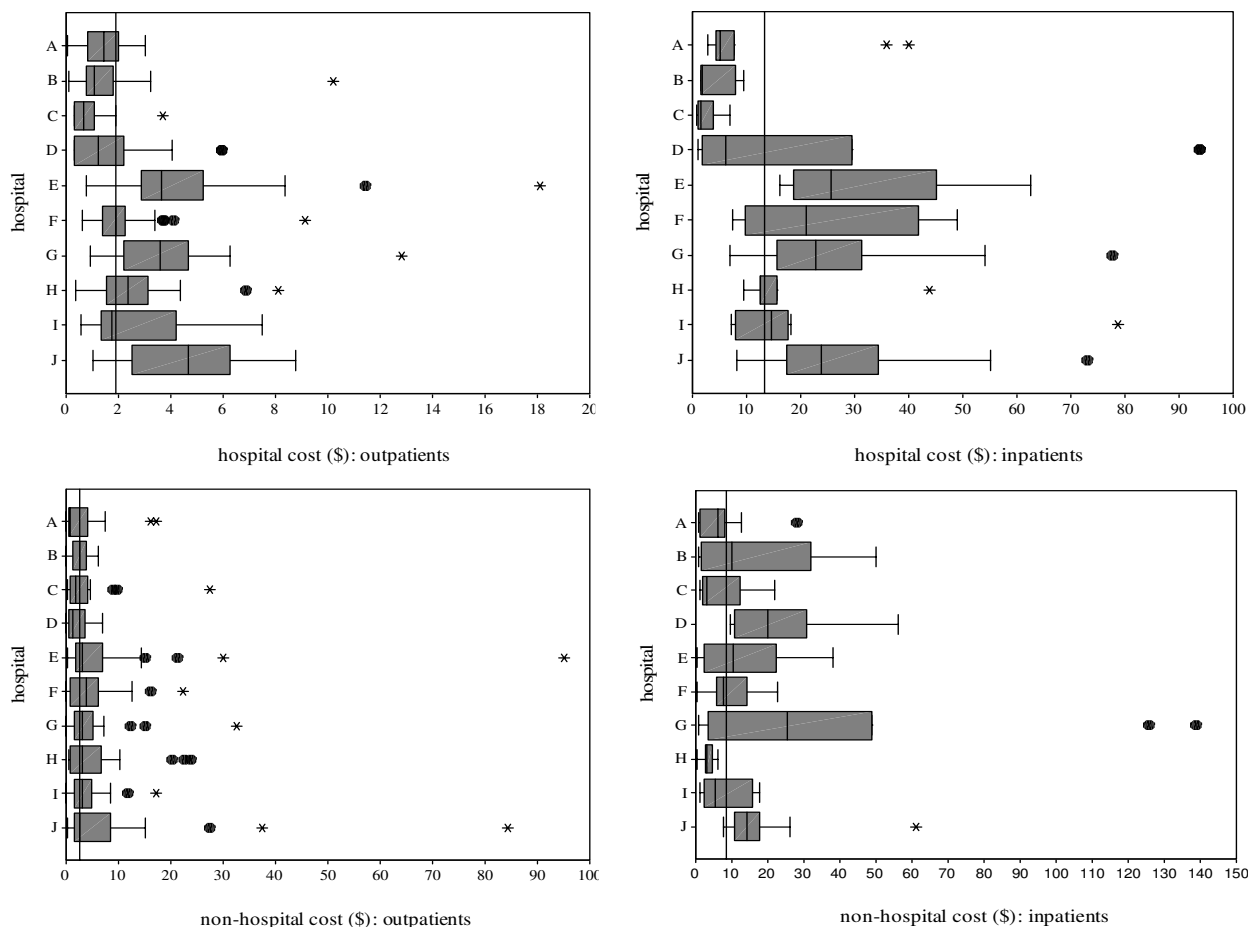 A
B
C
D
E
F
G
H
I
J
hospital
0 2 4 6 8 10 12 14 16 18 20
hospital cost ($): outpatients
A
B
C
D
E
F
G
H
I
J
hospital
0 10 20 30 40 50 60 70 80 90 100
hospital cost ($): inpatients
A
B
C
D
E
F
G
H
I
J
hospital
0 10 20 30 40 50 60 70 80 90 100
non-hospital cost ($): outpatients
A
B
C
D
E
F
G
H
I
J
hospital
0 10 20 30 40 50 60 70 80 90 100 110 120 130 140 150
non-hospital cost ($): inpatients